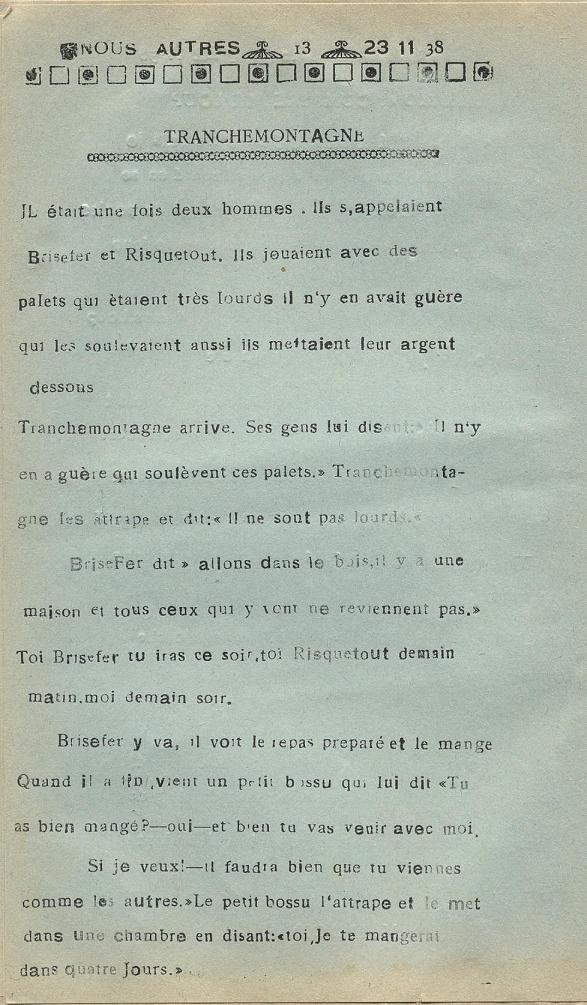 NOUS AUTRES 13 23 11 38
TRANCHEMONTAGNE
IL était une fois deux hommes . Ils s,appelaient
Brisefer et Risquetout. Ils jouaient avec des
palets qui ètaient très lourds il n'y en avait guère
qui les soulevaient aussi ils mettaient leur argent
dessous
Tranchemontagne arrive. Ses gens lui disent:» Il n'y
en a guère qui soulèvent ces palets.» Tranchemonta-
gne les attrape et dit:« il ne sont pas lourds.«
BriseFer dit » allons dans le bois,il y a une
maison et tous ceux qui y vont ne reviennent pas.»
Toi Brisefer tu iras ce soir,toi Risquetout demain
matin.moi demain soir.
Brisefer y va, il voit le repas preparé et le mange
Quand il a fin ,vient un petit bossu qui lui dit «Tu
as bien mangé?—oui—et bien tu vas venir avec moi.
Si je veux!—il faudra bien que tu viennes
comme les autres.»Le petit bossu l'attrape et le met
dans une chambre en disant:«toi,Je te mangerai
dans quatre Jours.»